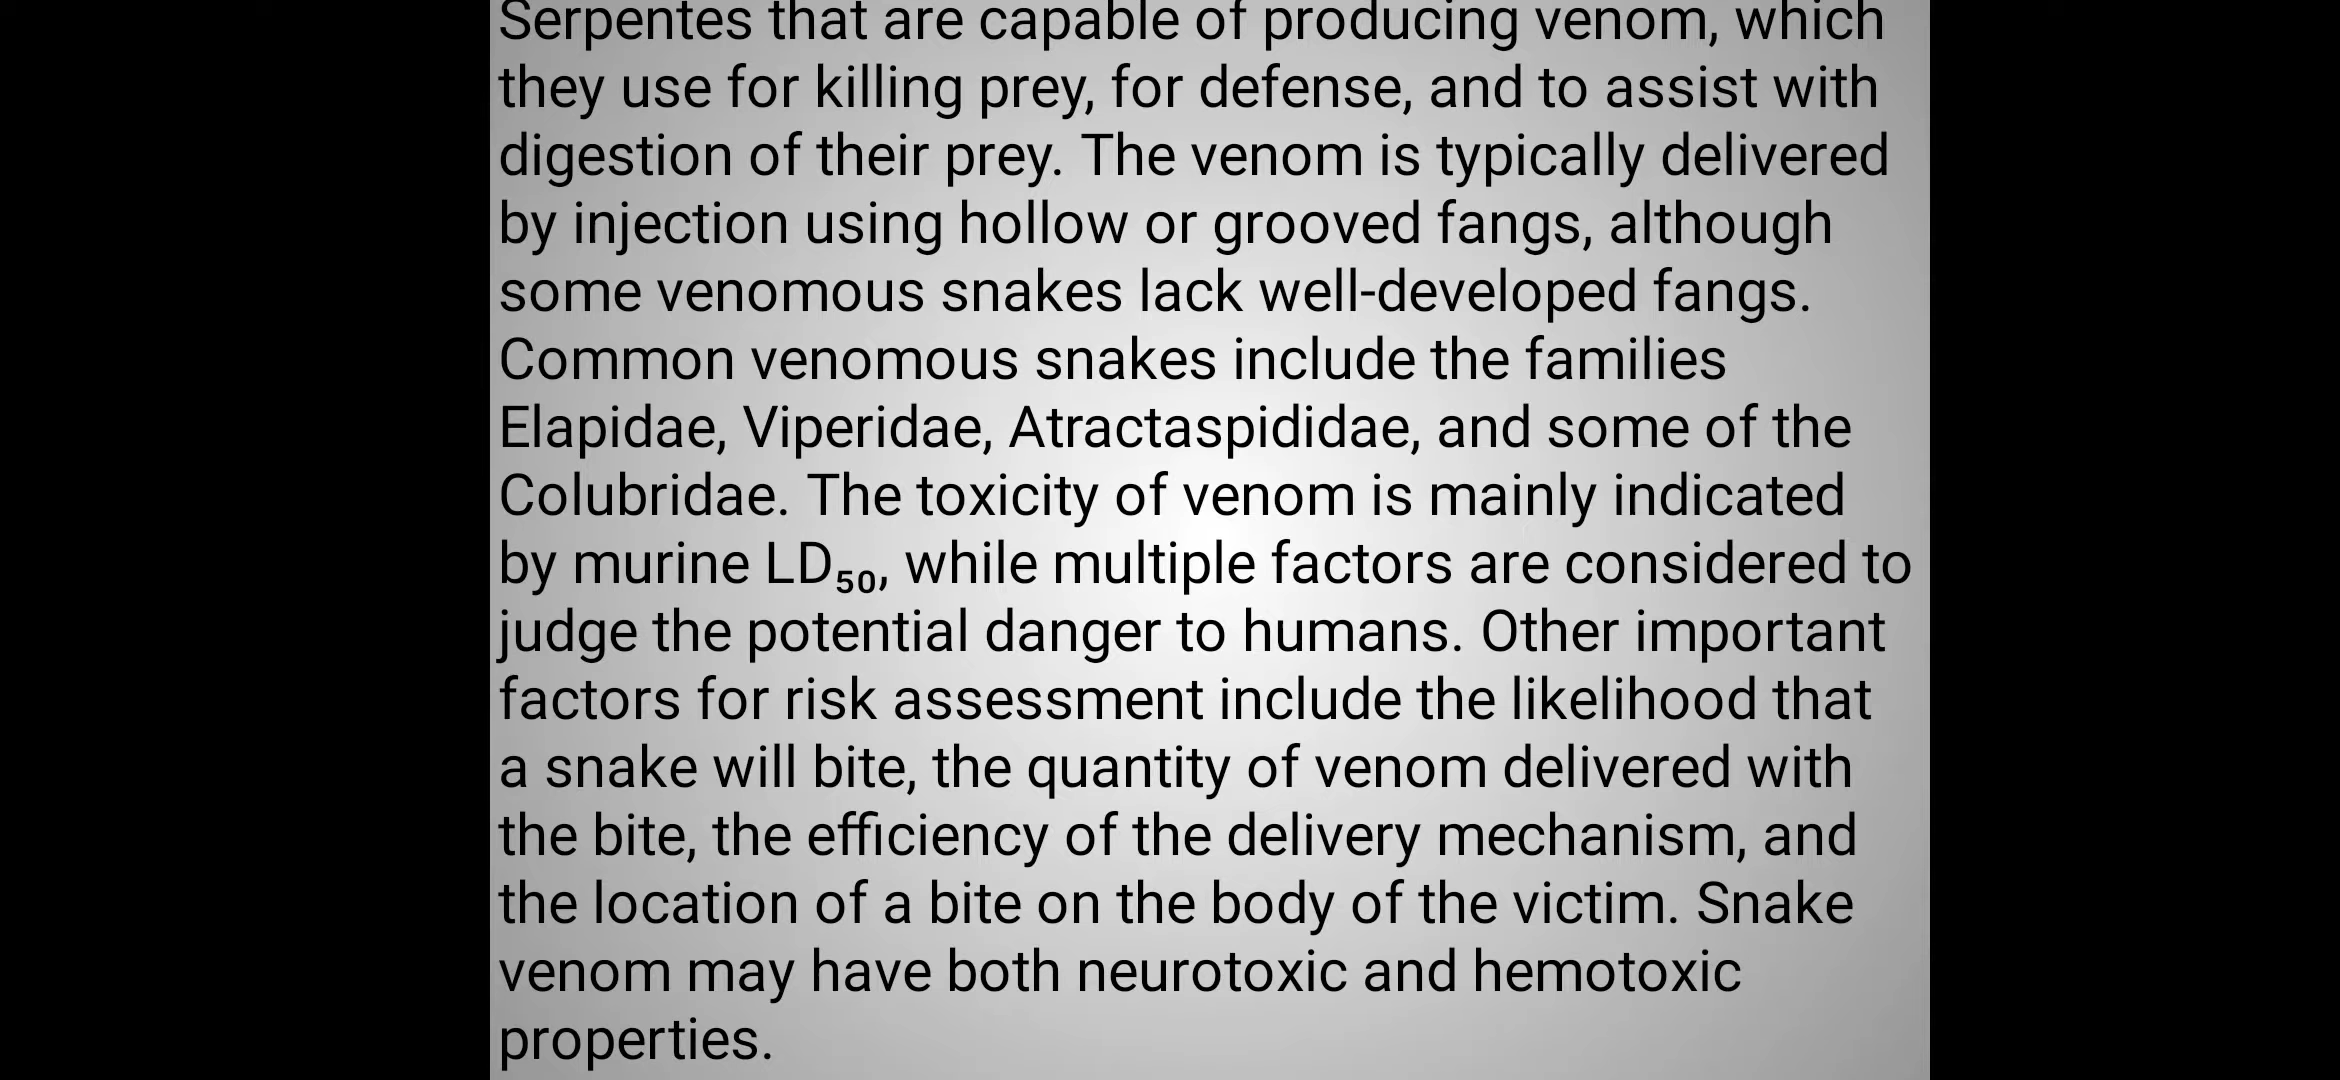 Serpentes that are capable of producing venom, which
they use for killing prey, for defense, and to assist with
digestion of their prey. The venom is typically delivered
by injection using hollow or grooved fangs, although
some venomous snakes lack well-developed fangs.
Common venomous snakes include the families
Elapidae, Viperidae, Atractaspididae, and some of the
Colubridae. The toxicity of venom is mainly indicated
by murine LD₅₀, while multiple factors are considered to
judge the potential danger to humans. Other important
factors for risk assessment include the likelihood that
a snake will bite, the quantity of venom delivered with
the bite, the efficiency of the delivery mechanism, and
the location of a bite on the body of the victim. Snake
venom may have both neurotoxic and hemotoxic
properties.